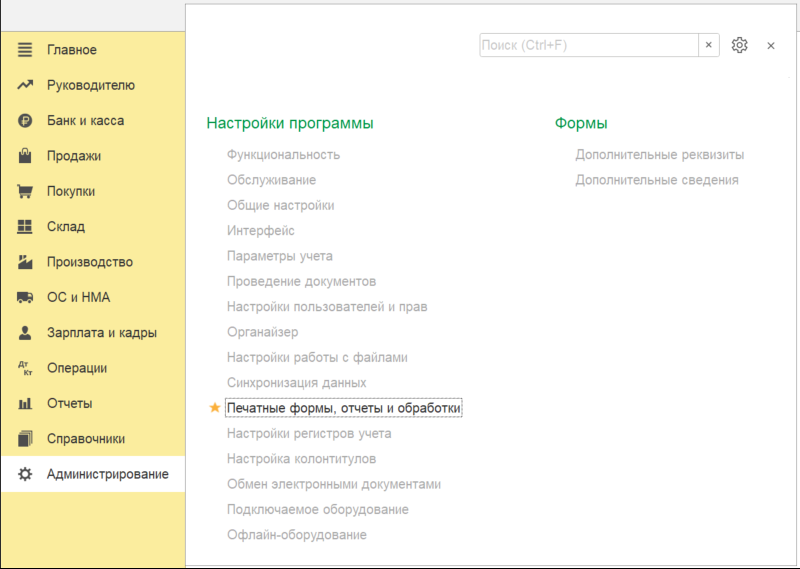 Главное
Руководителю
Банк и касса
Продажи
Покупки
Склад
Производство
ОС и НМА
Зарплата и кадры
Дт
Кт
Операции
Отчеты
Справочники
Администрирование
Поиск (Ctrl+F)
Настройки программы
Функциональность
Обслуживание
Общие настройки
Интерфейс
Параметры учета
Проведение документов
Настройки пользователей и прав
Органайзер
Настройки работы с файлами
Синхронизация данных
Печатные формы, отчеты и обработки
Настройки регистров учета
Настройка колонтитулов
Обмен электронными документами
Подключаемое оборудование
Офлайн-оборудование
Формы
Дополнительные реквизиты
Дополнительные сведения